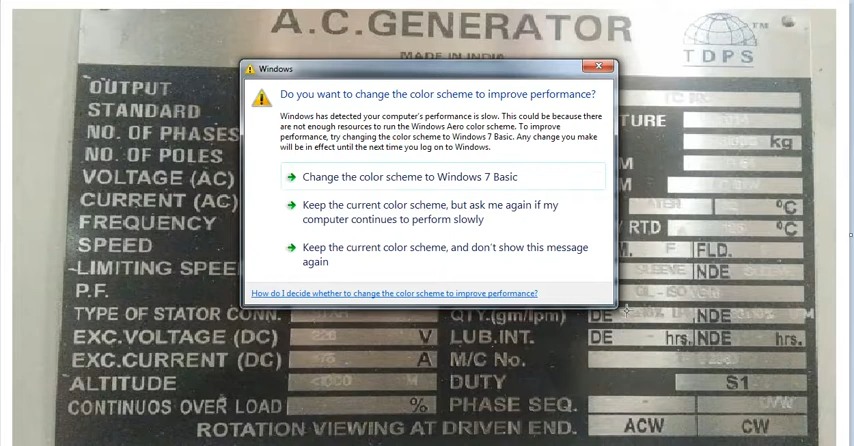 A.C.GENERATOR
TM
TDPS
MADE IN INDIA
Windows
Do you want to change the color scheme to improve performance?
Windows has detected your computer's performance is slow. This could be because there
are not enough resources to run the Windows Aero color scheme. To improve
performance, try changing the color scheme to Windows 7 Basic. Any change you make
will be in effect until the next time you log on to Windows.
Change the color scheme to Windows 7 Basic
Keep the current color scheme, but ask me again if my
computer continues to perform slowly
Keep the current color scheme, and don't show this message
again
How do I decide whether to change the color scheme to improve performance?
OUTPUT
STANDARD TURE
NO. OF PHASES kg
NO. OF POLES M
VOLTAGE (AC) M
CURRENT (AC) ºC
FREQUENCY / RTD ºC
SPEED M. F FLD.
LIMITING SPEE NDE
P.F.
TYPE OF STATOR CONN. QTY.(gm/lpm) DE NDE
EXC.VOLTAGE (DC) V LUB.INT. DE hrs. NDE hrs.
EXC.CURRENT (DC) A M/C No.
ALTITUDE M DUTY S1
CONTINUOS OVER LOAD % PHASE SEQ. UVW
ROTATION VIEWING AT DRIVEN END. ACW CW